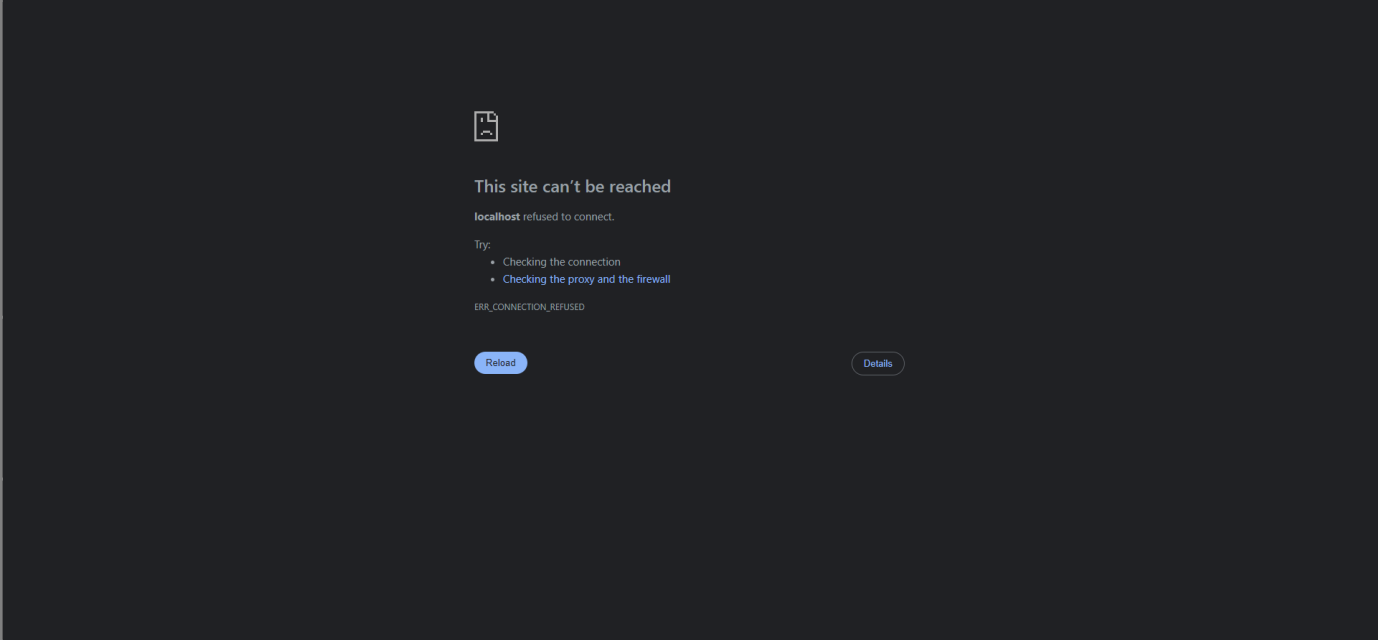 This site can’t be reached
localhost refused to connect.
Try:
• Checking the connection
• Checking the proxy and the firewall
ERR_CONNECTION_REFUSED
Reload
Details